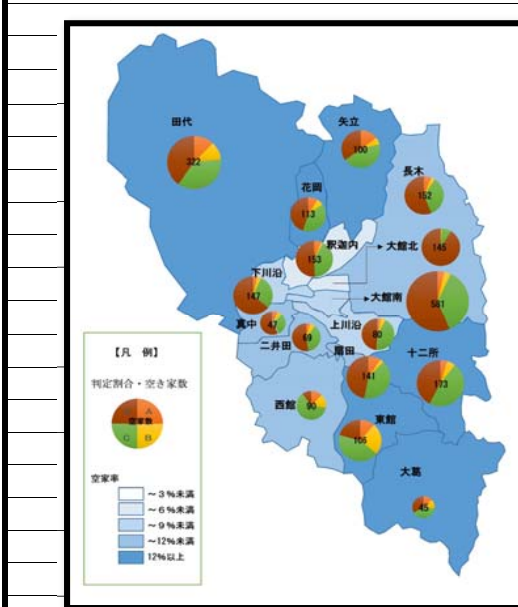 田代
322
矢立
100
長木
152
花岡
113
釈迦内
153
大館北
145
下川沿
147
大館南
581
真中
47
二井田
69
上川沿
80
扇田
141
十二所
173
西館
90
東館
106
大葛
45
【凡 例】
判定割合・空き家数
A
空家数
C
B
空家率
～3%未満
～6%未満
～9%未満
～12%未満
12%以上